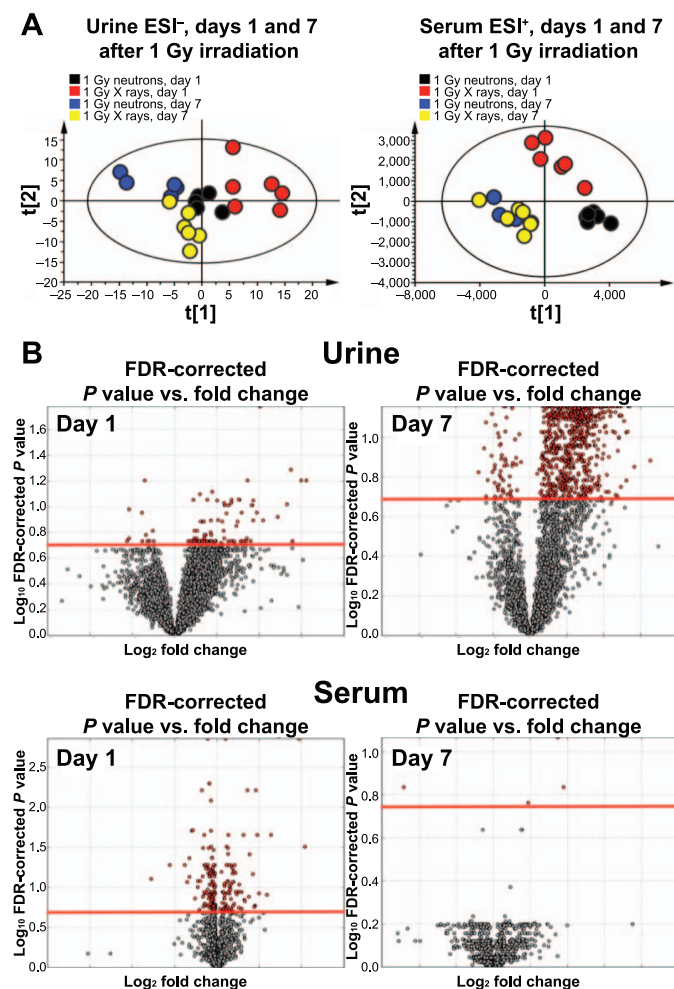 A
Urine ESI⁻, days 1 and 7
after 1 Gy irradiation
1 Gy neutrons, day 1
1 Gy X rays, day 1
1 Gy neutrons, day 7
1 Gy X rays, day 7
t[2]
15
10
5
0
−5
−10
−15
−20
−25 −20 −15 −10 −5 0 5 10 15 20
t[1]
Serum ESI⁺, days 1 and 7
after 1 Gy irradiation
1 Gy neutrons, day 1
1 Gy X rays, day 1
1 Gy neutrons, day 7
1 Gy X rays, day 7
t[2]
3,000
2,000
1,000
0
−1,000
−2,000
−3,000
−4,000
−8,000 −4,000 0 4,000
t[1]
B
Urine
FDR-corrected
P value vs. fold change
Day 1
Log₁₀ FDR-corrected P value
1.6
1.4
1.2
1.0
0.8
0.6
0.4
0.2
0.0
Log₂ fold change
FDR-corrected
P value vs. fold change
Day 7
Log₁₀ FDR-corrected P value
1.0
0.8
0.6
0.4
0.2
0.0
Log₂ fold change
Serum
FDR-corrected
P value vs. fold change
Day 1
Log₁₀ FDR-corrected P value
2.5
2.0
1.5
1.0
0.5
0.0
Log₂ fold change
FDR-corrected
P value vs. fold change
Day 7
Log₁₀ FDR-corrected P value
1.0
0.8
0.6
0.4
0.2
0.0
Log₂ fold change